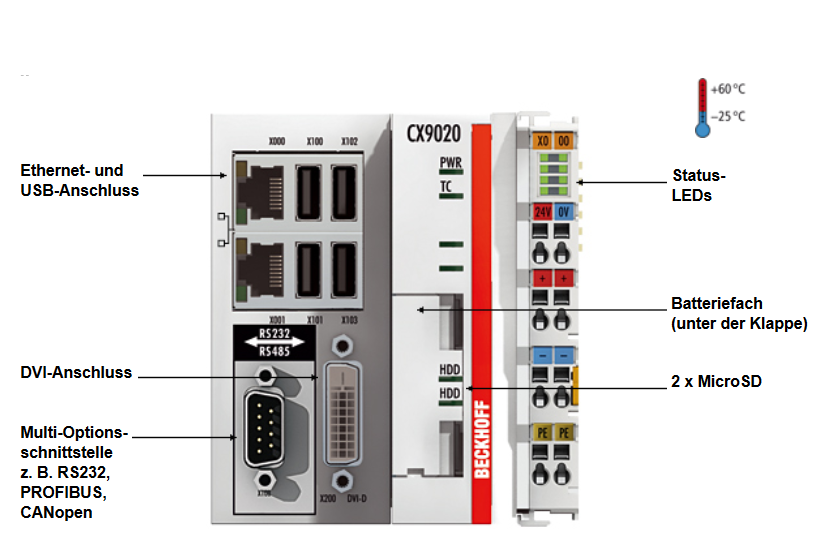 +60 °C
−25 °C
CX9020
X000 X100 X102
XO OO
PWR
TC
Ethernet- und
USB-Anschluss
Status-
LEDs
24V 0V
+ +
Batteriefach
(unter der Klappe)
X001 X101 X103
RS232
RS485
− −
DVI-Anschluss
HDD
2 x MicroSD
HDD
BECKHOFF
Multi-Options-
schnittstelle
z. B. RS232,
PROFIBUS,
CANopen
PE PE
X200 DVI-D